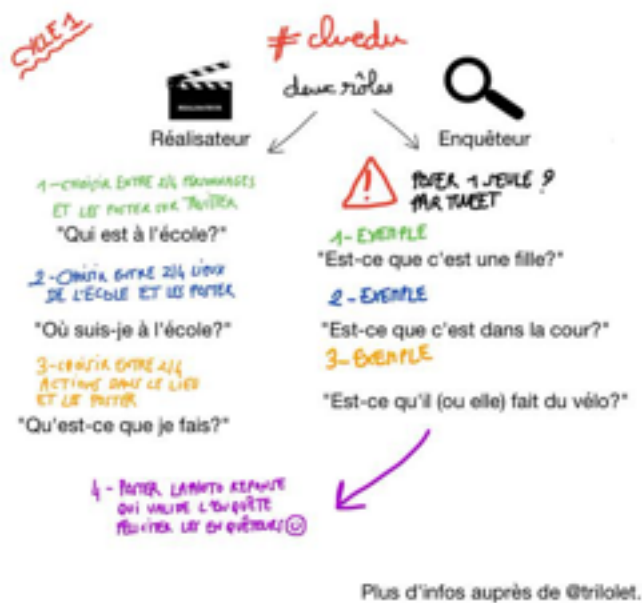 CYCLE 1
#cluedu
deux rôles
Réalisateur
Enquêteur
1-CHOISIR ENTRE 2/4 PERSONNAGES
ET LES POSTER SUR TWITTER
"Qui est à l'école?"
2-CHOISIR ENTRE 2/4 LIEUX
DE L'ÉCOLE ET LES POSTER
"Où suis-je à l'école?"
3-CHOISIR ENTRE 2/4
ACTIONS DANS LE LIEU
ET LES POSTER
"Qu'est-ce que je fais?"
POSER 1 SEULE ?
PAR TWEET
1-EXEMPLE
"Est-ce que c'est une fille?"
2-EXEMPLE
"Est-ce que c'est dans la cour?"
3-EXEMPLE
"Est-ce qu'il (ou elle) fait du vélo?"
4-POSTER LA PHOTO REPONSE
QUI VALIDE L'ENQUÊTE
FÉLICITER LES ENQUÊTEURS
Plus d'infos auprès de @trilolet.